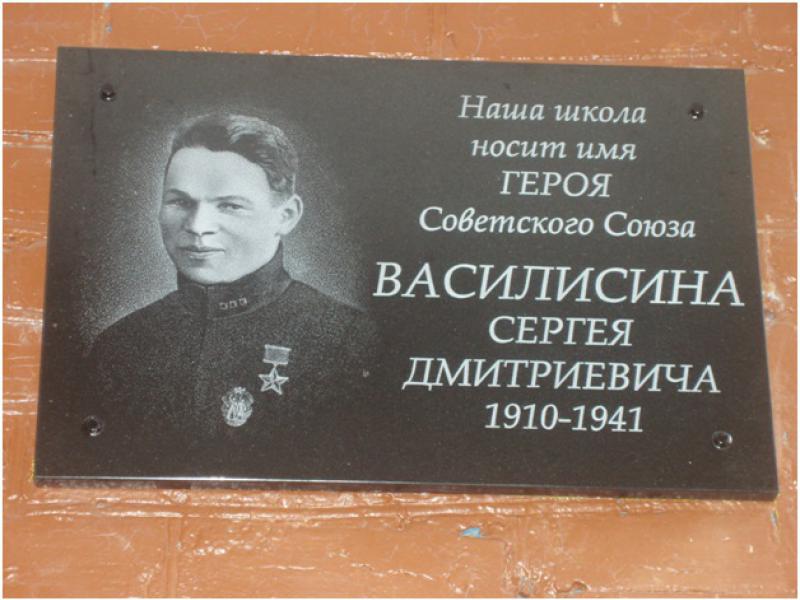 Наша школа
носит имя
ГЕРОЯ
Советского Союза
ВАСИЛИСИНА
СЕРГЕЯ
ДМИТРИЕВИЧА
1910-1941